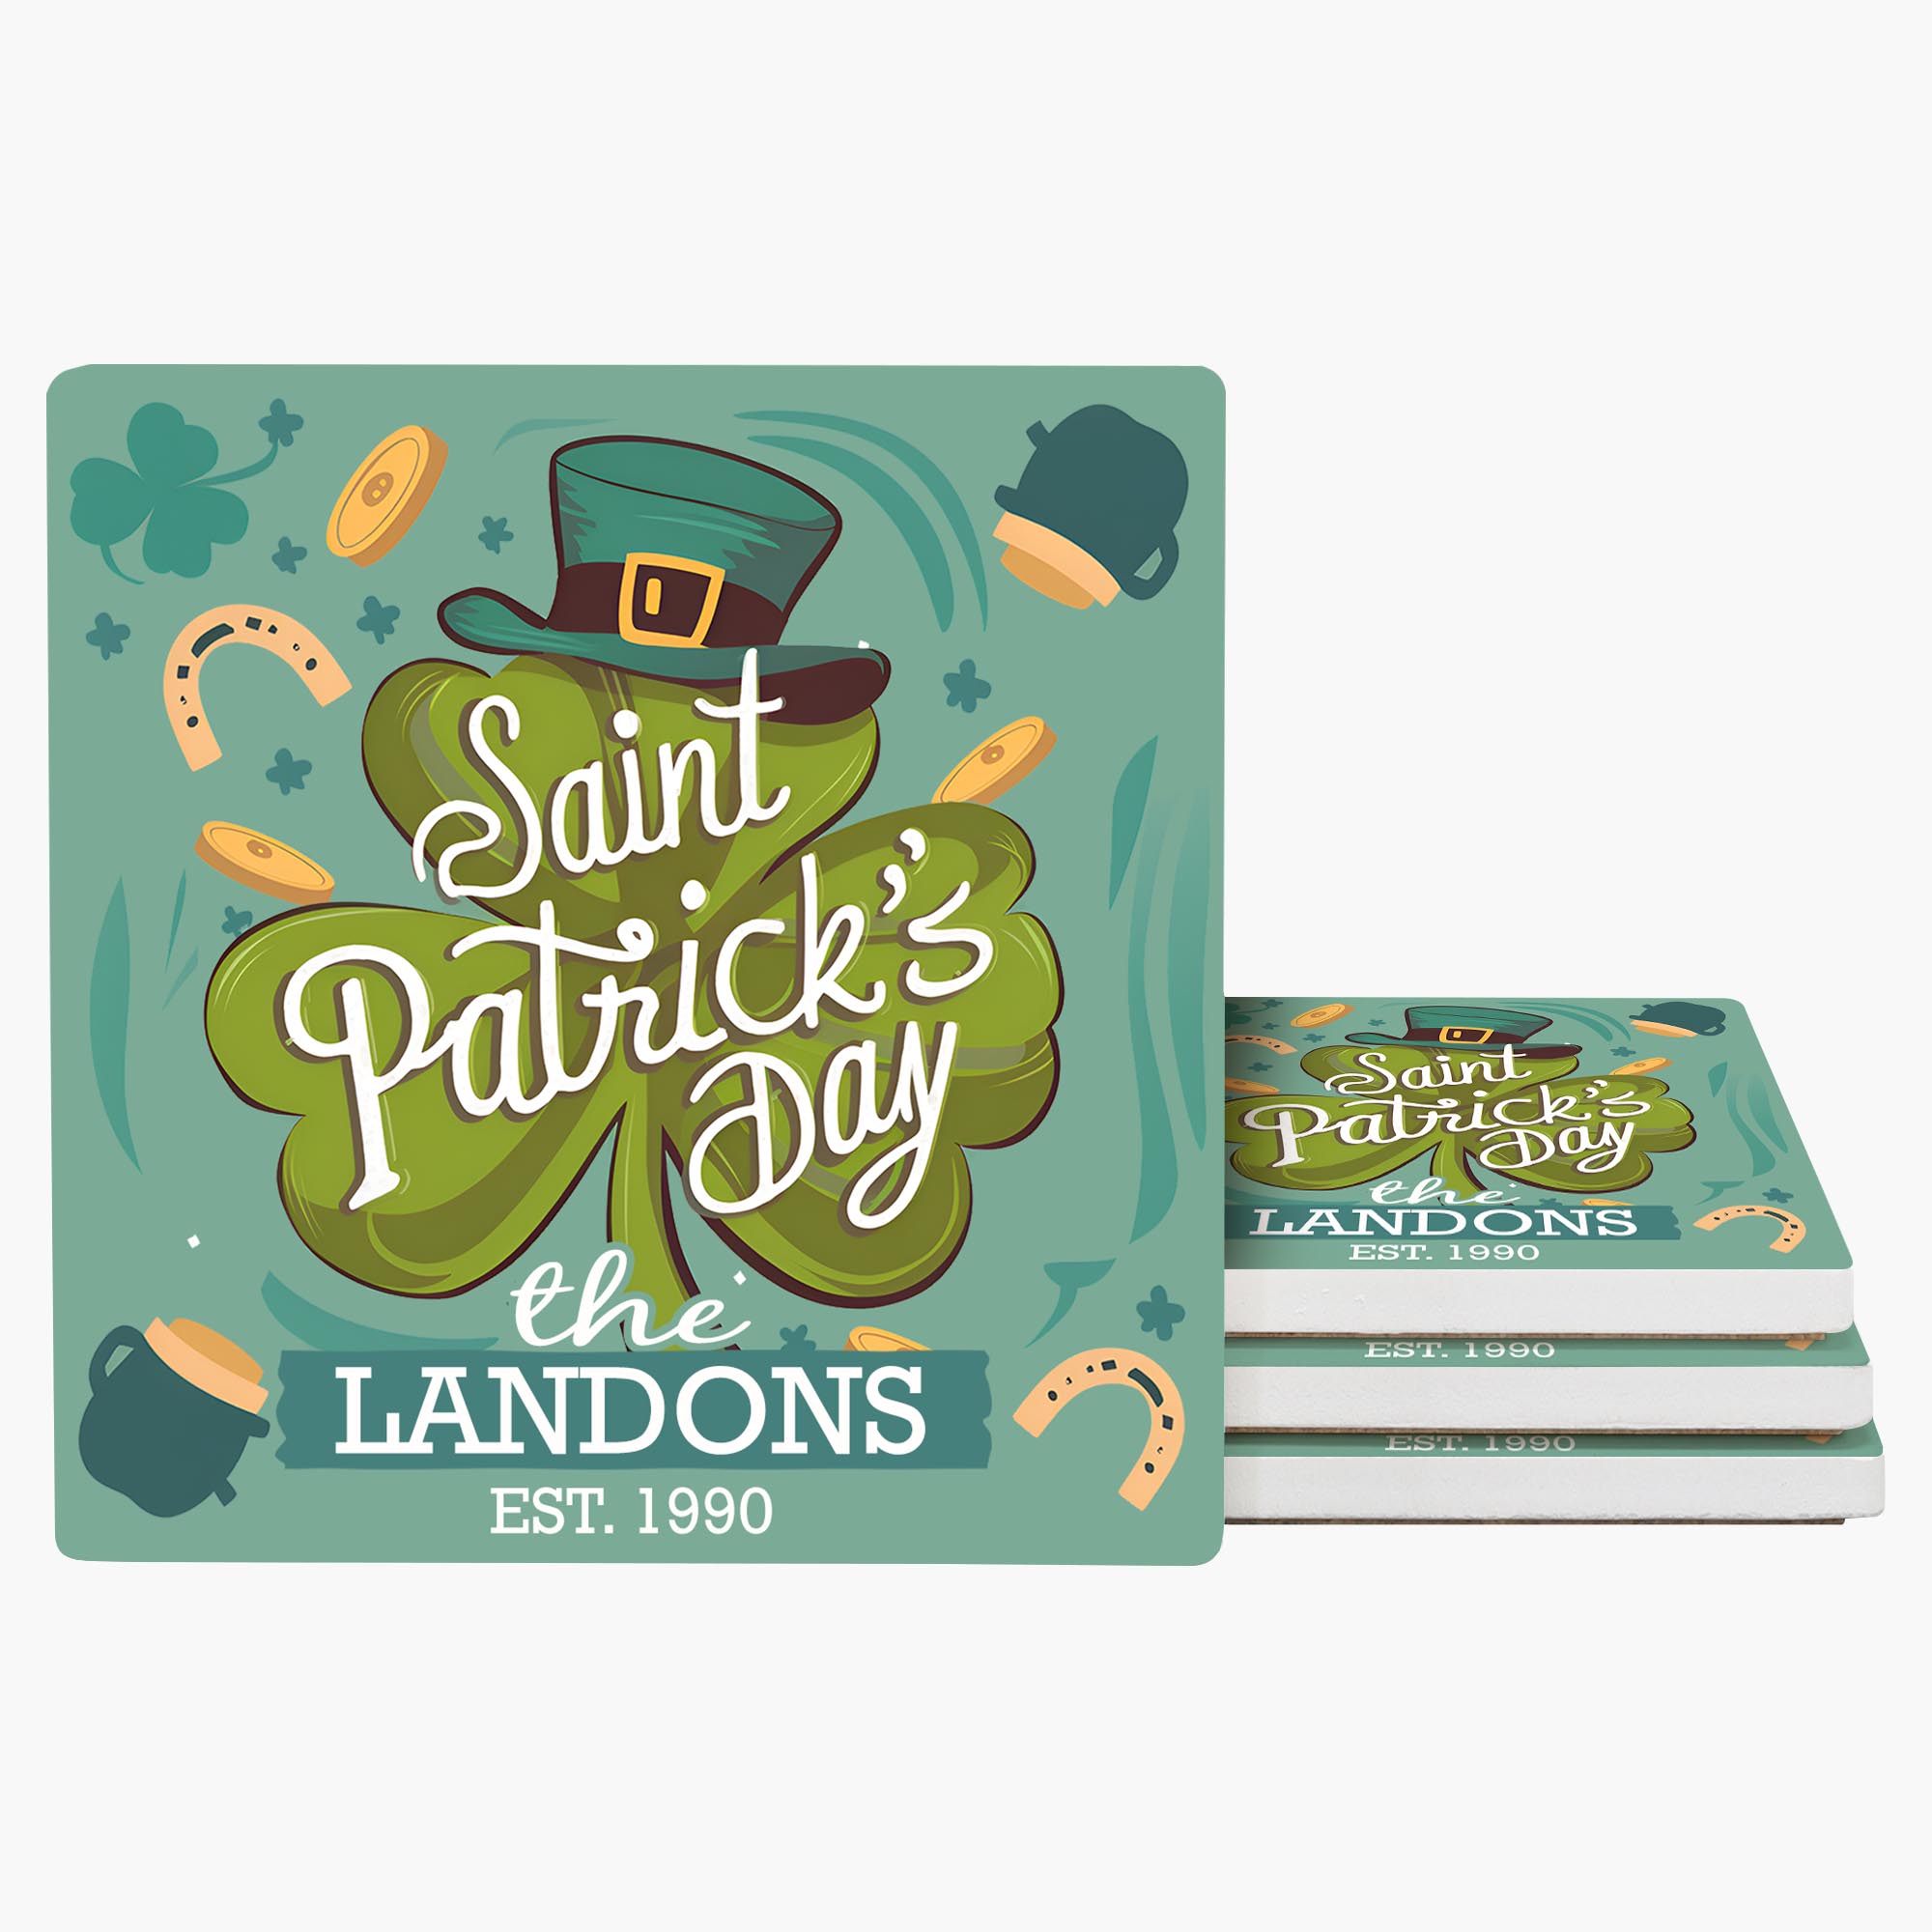 Saint
Patrick's
Day
the
LANDONS
EST. 1990
Saint
Patrick's
Day
the
LANDONS
EST. 1990
EST. 1990
EST. 1990